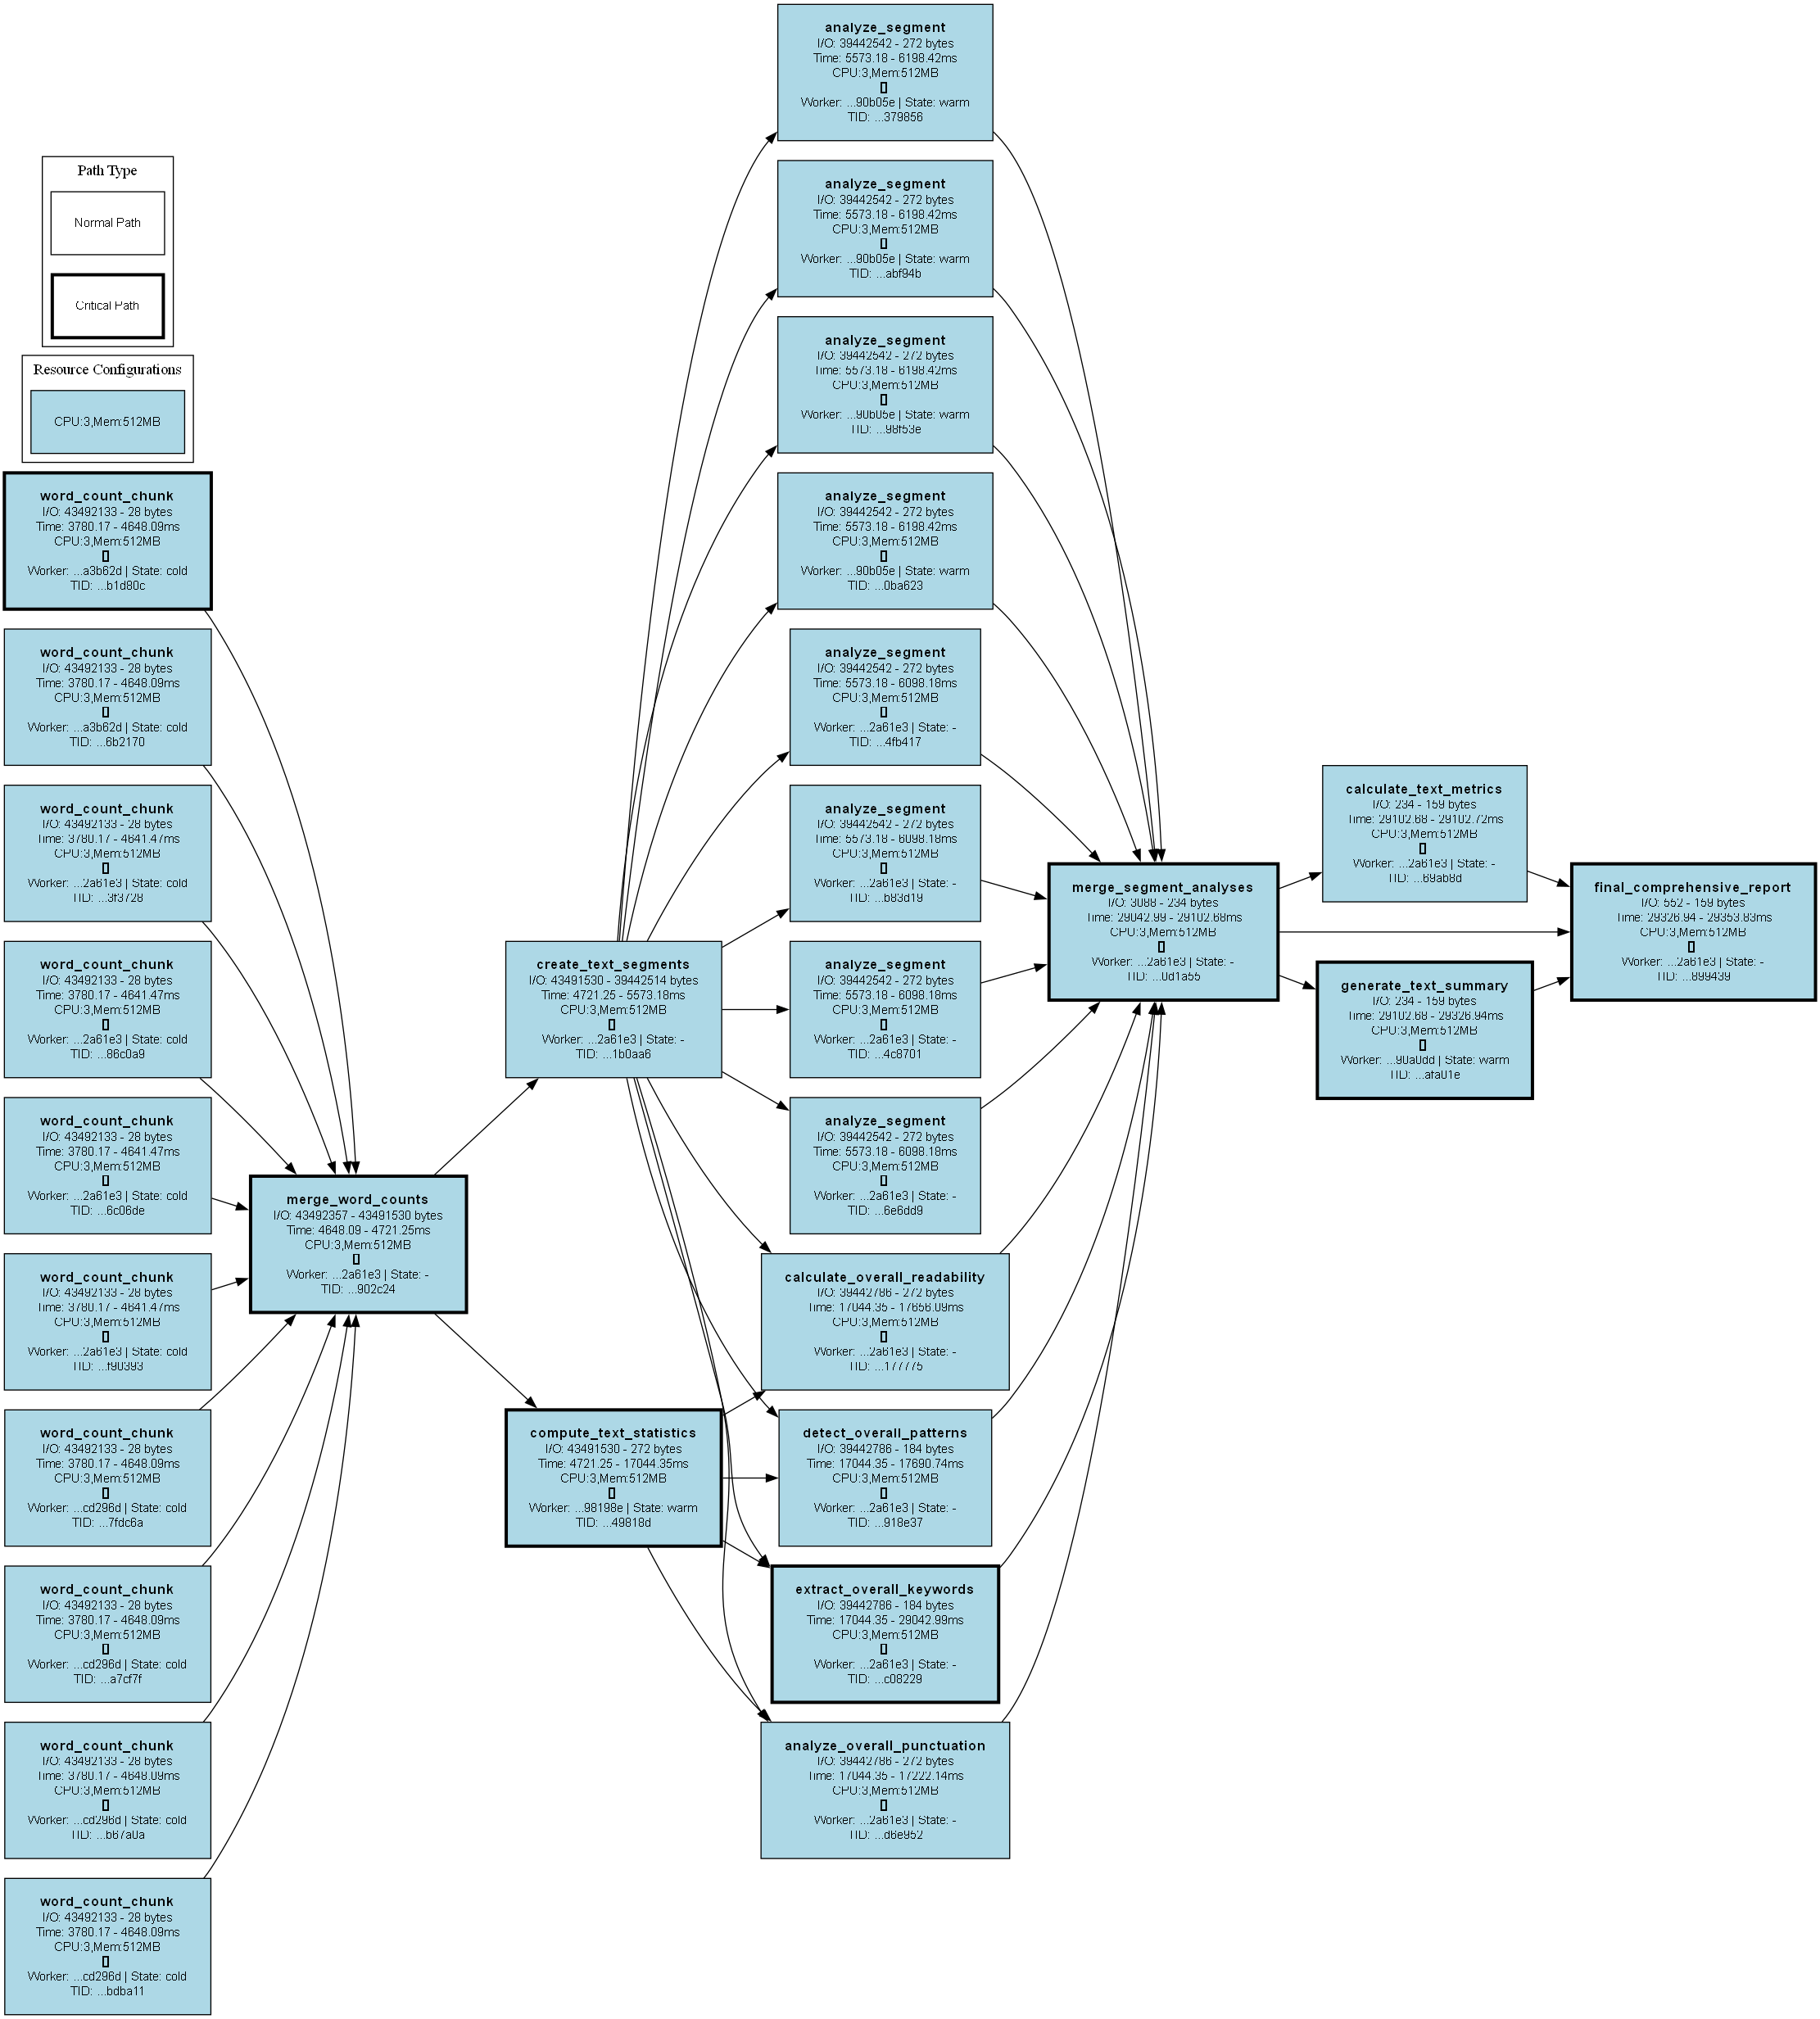 Path Type
Normal Path
Critical Path
Resource Configurations
CPU:3,Mem:512MB
word_count_chunk
I/O: 43492133 - 28 bytes
Time: 3780.17 - 4648.09ms
CPU:3,Mem:512MB
Worker: ...a3b62d | State: cold
TID: ...b1d80c
word_count_chunk
I/O: 43492133 - 28 bytes
Time: 3780.17 - 4648.09ms
CPU:3,Mem:512MB
Worker: ...a3b62d | State: cold
TID: ...6b2170
word_count_chunk
I/O: 43492133 - 28 bytes
Time: 3780.17 - 4641.47ms
CPU:3,Mem:512MB
Worker: ...2a61e3 | State: cold
TID: ...3f3728
word_count_chunk
I/O: 43492133 - 28 bytes
Time: 3780.17 - 4641.47ms
CPU:3,Mem:512MB
Worker: ...2a61e3 | State: cold
TID: ...86c0a9
word_count_chunk
I/O: 43492133 - 28 bytes
Time: 3780.17 - 4641.47ms
CPU:3,Mem:512MB
Worker: ...2a61e3 | State: cold
TID: ...6c06de
word_count_chunk
I/O: 43492133 - 28 bytes
Time: 3780.17 - 4641.47ms
CPU:3,Mem:512MB
Worker: ...2a61e3 | State: cold
TID: ...f90393
word_count_chunk
I/O: 43492133 - 28 bytes
Time: 3780.17 - 4648.09ms
CPU:3,Mem:512MB
Worker: ...cd296d | State: cold
TID: ...7fdc6a
word_count_chunk
I/O: 43492133 - 28 bytes
Time: 3780.17 - 4648.09ms
CPU:3,Mem:512MB
Worker: ...cd296d | State: cold
TID: ...a7cf7f
word_count_chunk
I/O: 43492133 - 28 bytes
Time: 3780.17 - 4648.09ms
CPU:3,Mem:512MB
Worker: ...cd296d | State: cold
TID: ...b67a0a
word_count_chunk
I/O: 43492133 - 28 bytes
Time: 3780.17 - 4648.09ms
CPU:3,Mem:512MB
Worker: ...cd296d | State: cold
TID: ...bdba11
merge_word_counts
I/O: 43492357 - 43491530 bytes
Time: 4648.09 - 4721.25ms
CPU:3,Mem:512MB
Worker: ...2a61e3 | State: -
TID: ...902c24
create_text_segments
I/O: 43491530 - 39442514 bytes
Time: 4721.25 - 5573.18ms
CPU:3,Mem:512MB
Worker: ...2a61e3 | State: -
TID: ...1b0aa6
compute_text_statistics
I/O: 43491530 - 272 bytes
Time: 4721.25 - 17044.35ms
CPU:3,Mem:512MB
Worker: ...98198e | State: warm
TID: ...49818d
analyze_segment
I/O: 39442542 - 272 bytes
Time: 5573.18 - 6198.42ms
CPU:3,Mem:512MB
Worker: ...90b05e | State: warm
TID: ...379856
analyze_segment
I/O: 39442542 - 272 bytes
Time: 5573.18 - 6198.42ms
CPU:3,Mem:512MB
Worker: ...90b05e | State: warm
TID: ...abf94b
analyze_segment
I/O: 39442542 - 272 bytes
Time: 5573.18 - 6198.42ms
CPU:3,Mem:512MB
Worker: ...90b05e | State: warm
TID: ...98f53e
analyze_segment
I/O: 39442542 - 272 bytes
Time: 5573.18 - 6198.42ms
CPU:3,Mem:512MB
Worker: ...90b05e | State: warm
TID: ...0ba623
analyze_segment
I/O: 39442542 - 272 bytes
Time: 5573.18 - 6098.18ms
CPU:3,Mem:512MB
Worker: ...2a61e3 | State: -
TID: ...4fb417
analyze_segment
I/O: 39442542 - 272 bytes
Time: 5573.18 - 6098.18ms
CPU:3,Mem:512MB
Worker: ...2a61e3 | State: -
TID: ...b83d19
analyze_segment
I/O: 39442542 - 272 bytes
Time: 5573.18 - 6098.18ms
CPU:3,Mem:512MB
Worker: ...2a61e3 | State: -
TID: ...4c8701
analyze_segment
I/O: 39442542 - 272 bytes
Time: 5573.18 - 6098.18ms
CPU:3,Mem:512MB
Worker: ...2a61e3 | State: -
TID: ...6e6dd9
calculate_overall_readability
I/O: 39442786 - 272 bytes
Time: 17044.35 - 17656.09ms
CPU:3,Mem:512MB
Worker: ...2a61e3 | State: -
TID: ...177775
detect_overall_patterns
I/O: 39442786 - 184 bytes
Time: 17044.35 - 17690.74ms
CPU:3,Mem:512MB
Worker: ...2a61e3 | State: -
TID: ...918e37
extract_overall_keywords
I/O: 39442786 - 184 bytes
Time: 17044.35 - 29042.99ms
CPU:3,Mem:512MB
Worker: ...2a61e3 | State: -
TID: ...c08229
analyze_overall_punctuation
I/O: 39442786 - 272 bytes
Time: 17044.35 - 17222.14ms
CPU:3,Mem:512MB
Worker: ...2a61e3 | State: -
TID: ...d6e952
merge_segment_analyses
I/O: 3088 - 234 bytes
Time: 29042.99 - 29102.68ms
CPU:3,Mem:512MB
Worker: ...2a61e3 | State: -
TID: ...0d1a55
calculate_text_metrics
I/O: 234 - 159 bytes
Time: 29102.68 - 29102.72ms
CPU:3,Mem:512MB
Worker: ...2a61e3 | State: -
TID: ...69ab8d
generate_text_summary
I/O: 234 - 159 bytes
Time: 29102.68 - 29326.94ms
CPU:3,Mem:512MB
Worker: ...90a0dd | State: warm
TID: ...afa01e
final_comprehensive_report
I/O: 552 - 159 bytes
Time: 29326.94 - 29353.83ms
CPU:3,Mem:512MB
Worker: ...2a61e3 | State: -
TID: ...899439